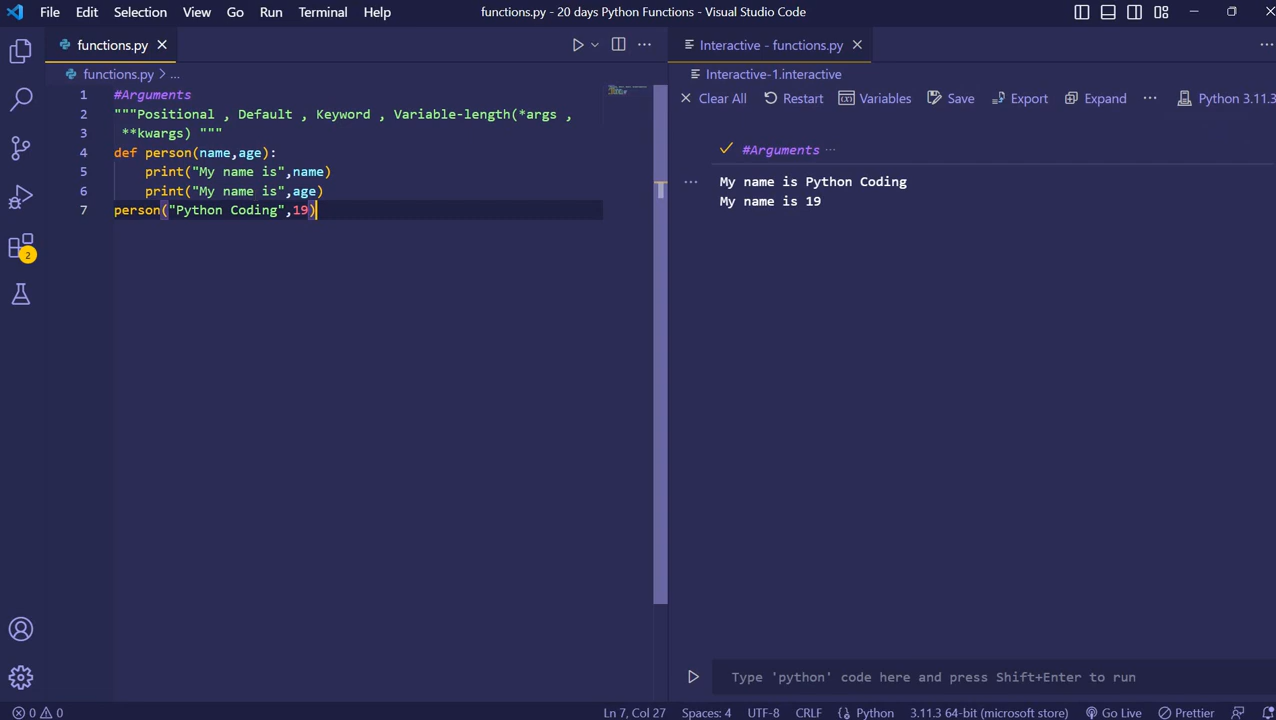 File Edit Selection View Go Run Terminal Help
functions.py - 20 days Python Functions - Visual Studio Code
functions.py
functions.py > ...
1 #Arguments
2 """Positional , Default , Keyword , Variable-length(*args ,
3 **kwargs) """
4 def person(name,age):
5 print("My name is",name)
6 print("My name is",age)
7 person("Python Coding",19)
Interactive - functions.py
Interactive-1.interactive
Clear All Restart Variables Save Export Expand ... Python 3.11.3
#Arguments ...
My name is Python Coding
My name is 19
2
Type 'python' code here and press Shift+Enter to run
0 0
Ln 7, Col 27 Spaces: 4 UTF-8 CRLF Python 3.11.3 64-bit (microsoft store) Go Live Prettier